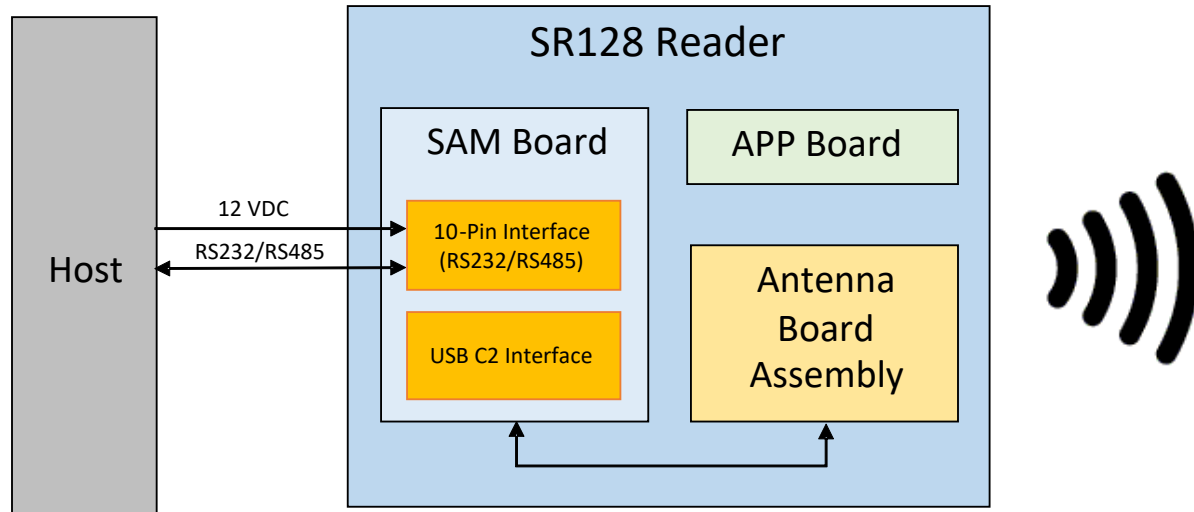 SR128 Reader
SAM Board
APP Board
12 VDC
10-Pin Interface
(RS232/RS485)
RS232/RS485
Host
Antenna
Board
Assembly
USB C2 Interface